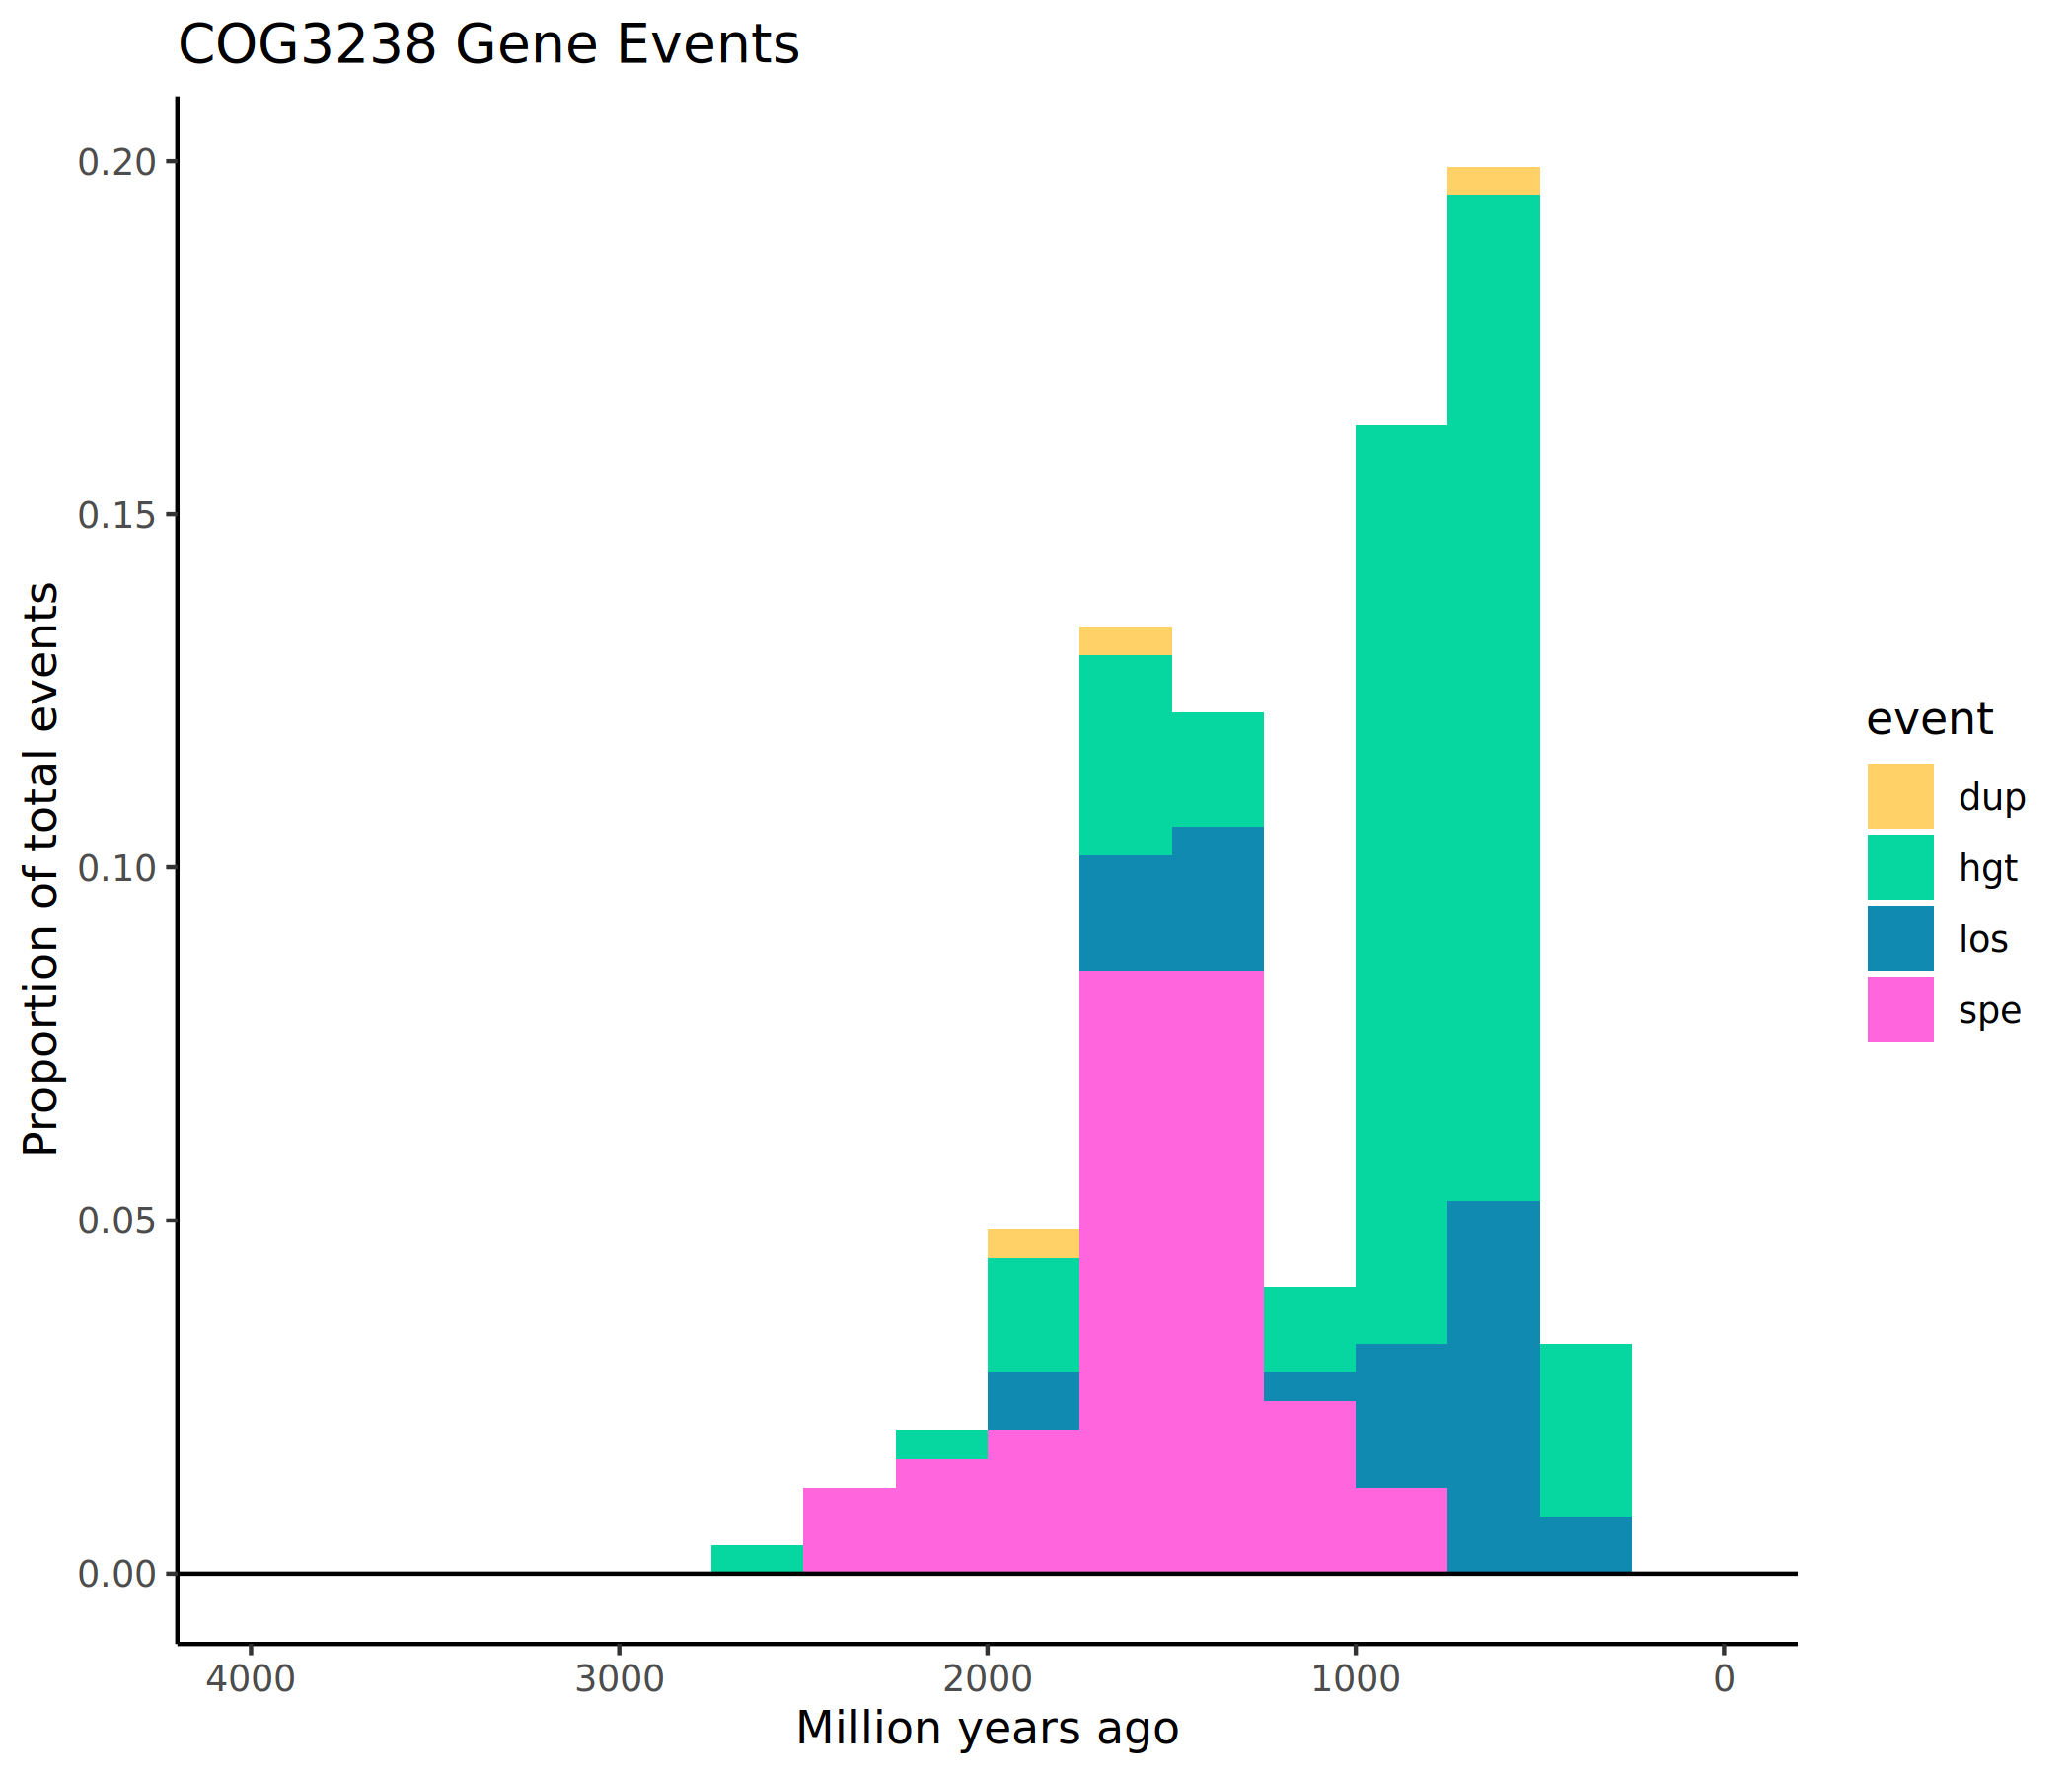 COG3238 Gene Events
Proportion of total events
0.20
0.15
0.10
0.05
0.00
4000 3000 2000 1000 0
Million years ago
event
dup
hgt
los
spe